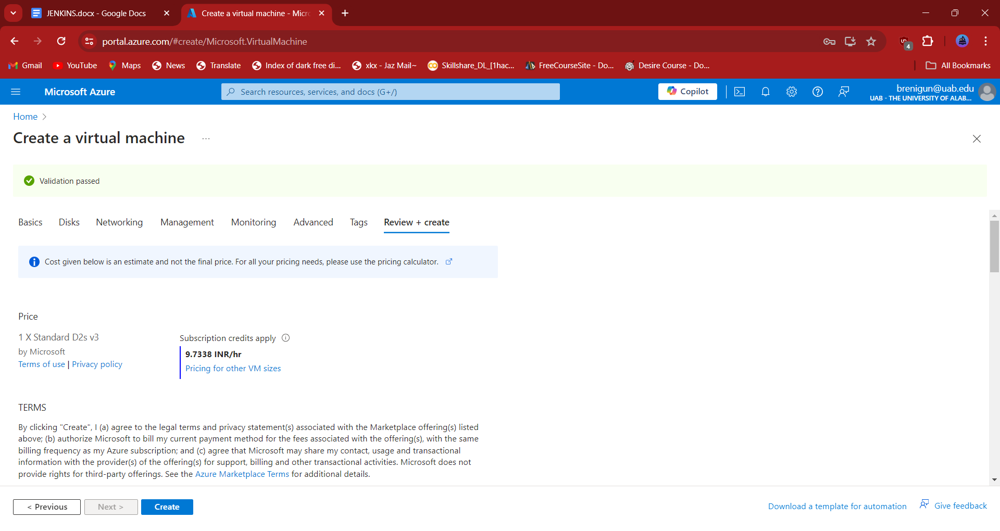 JENKINS.docx - Google Docs
Create a virtual machine - Micro
portal.azure.com/#create/Microsoft.VirtualMachine
4
Gmail
YouTube
Maps
News
Translate
Index of dark free di...
xkx - Jaz Mail~
Skillshare_DL_[1hac...
FreeCourseSite - Do...
Desire Course - Do...
All Bookmarks
Microsoft Azure
Search resources, services, and docs (G+/)
Copilot
brenigun@uab.edu
UAB - THE UNIVERSITY OF ALAB...
Home >
Create a virtual machine ...
Validation passed
Basics
Disks
Networking
Management
Monitoring
Advanced
Tags
Review + create
Cost given below is an estimate and not the final price. For all your pricing needs, please use the pricing calculator.
Price
1 X Standard D2s v3
by Microsoft
Terms of use | Privacy policy
Subscription credits apply
9.7338 INR/hr
Pricing for other VM sizes
TERMS
By clicking "Create", I (a) agree to the legal terms and privacy statement(s) associated with the Marketplace offering(s) listed
above; (b) authorize Microsoft to bill my current payment method for the fees associated with the offering(s), with the same
billing frequency as my Azure subscription; and (c) agree that Microsoft may share my contact, usage and transactional
information with the provider(s) of the offering(s) for support, billing and other transactional activities. Microsoft does not
provide rights for third-party offerings. See the Azure Marketplace Terms for additional details.
< Previous
Next >
Create
Download a template for automation
Give feedback